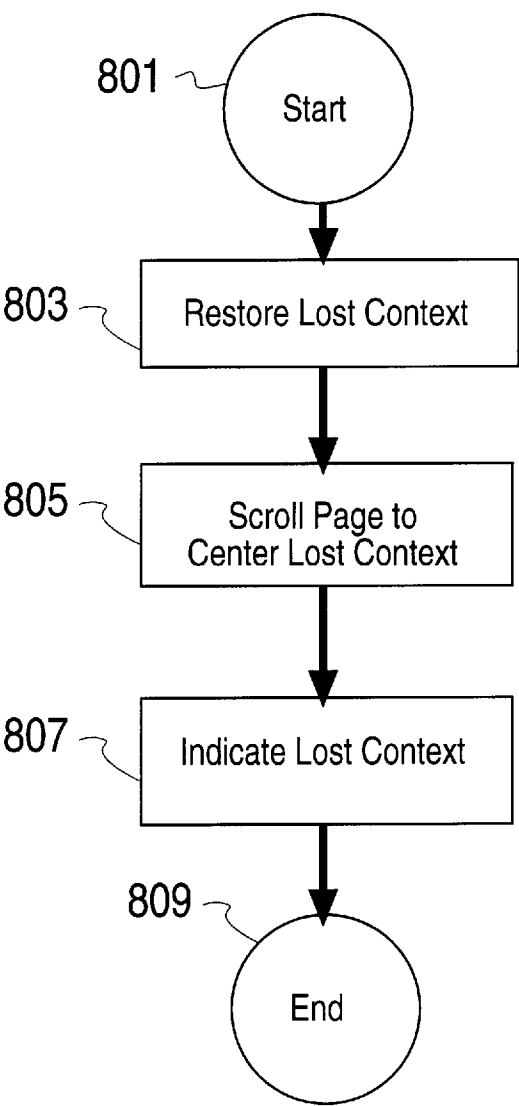 801
Start
803
Restore Lost Context
805
Scroll Page to
Center Lost Context
807
Indicate Lost Context
809
End